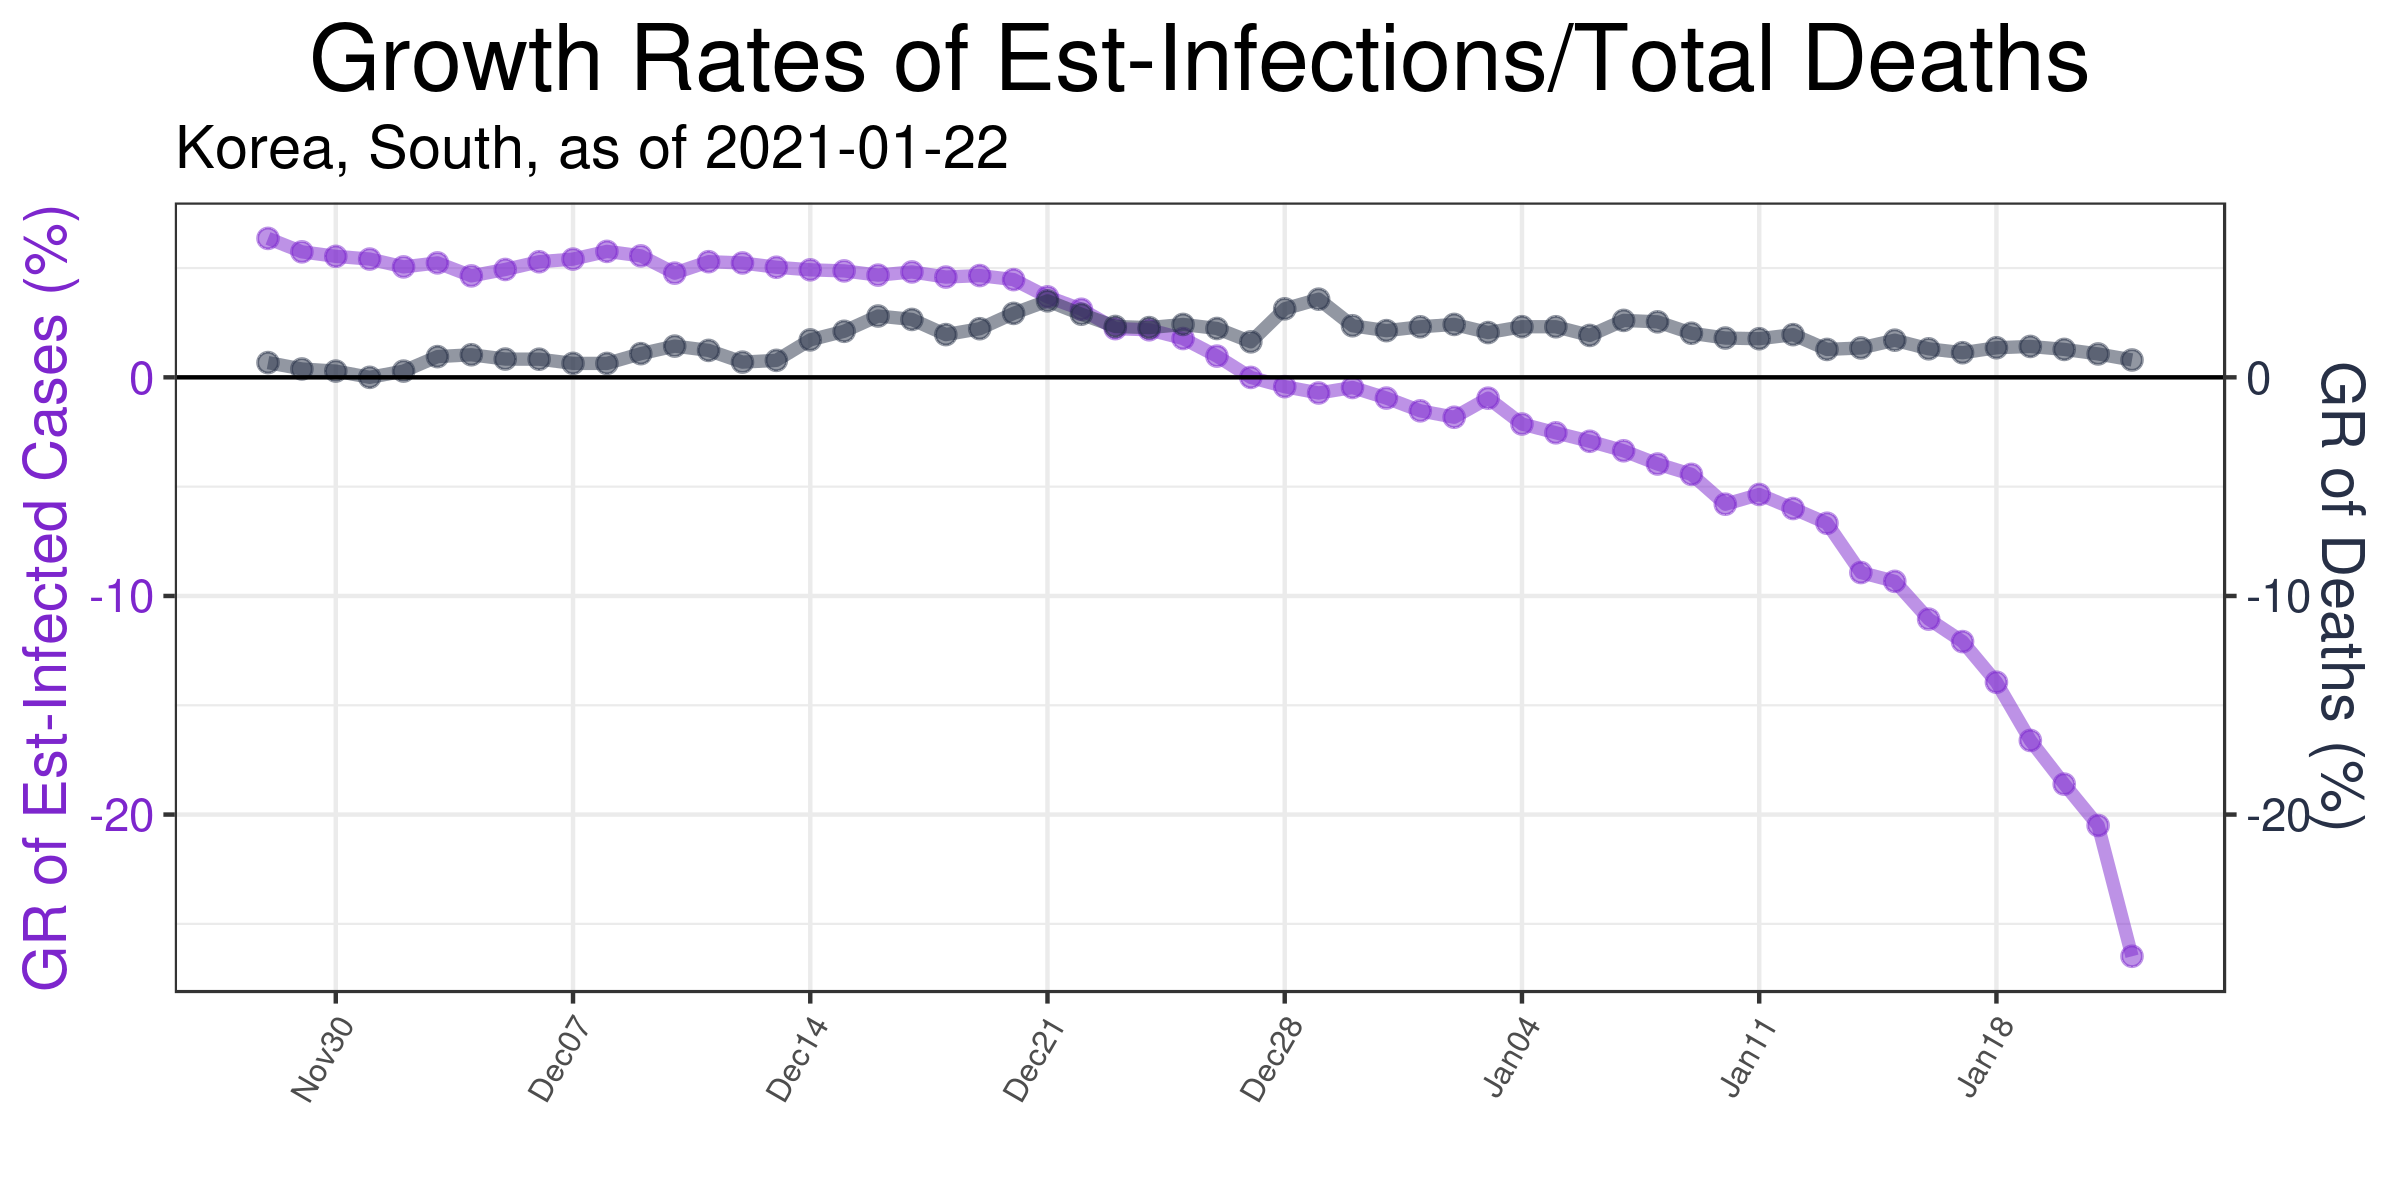 Growth Rates of Est-Infections/Total Deaths
Korea, South, as of 2021-01-22
GR of Est-Infected Cases (%)
0
-10
-20
0
-10
-20
GR of Deaths (%)
Nov30
Dec07
Dec14
Dec21
Dec28
Jan04
Jan11
Jan18